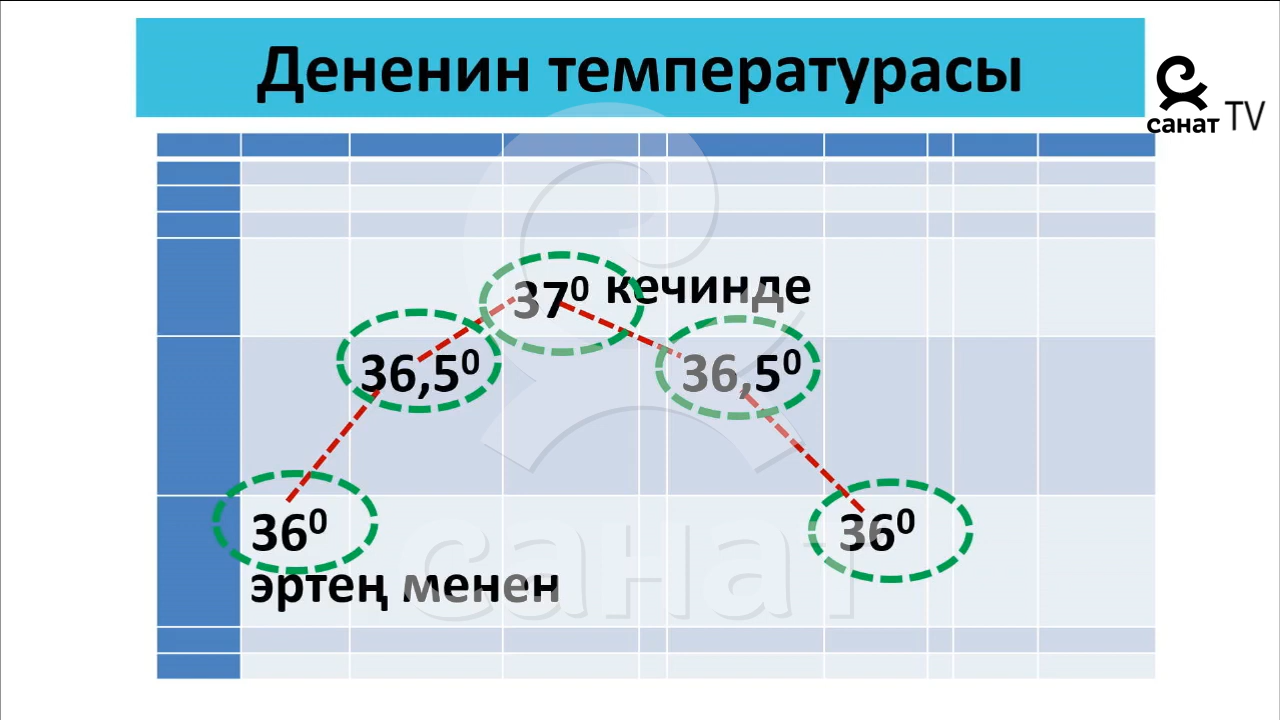 Дененин температурасы
санат TV
37⁰ кечинде
36,5⁰
36,5⁰
36⁰
36⁰
эртең менен
санат